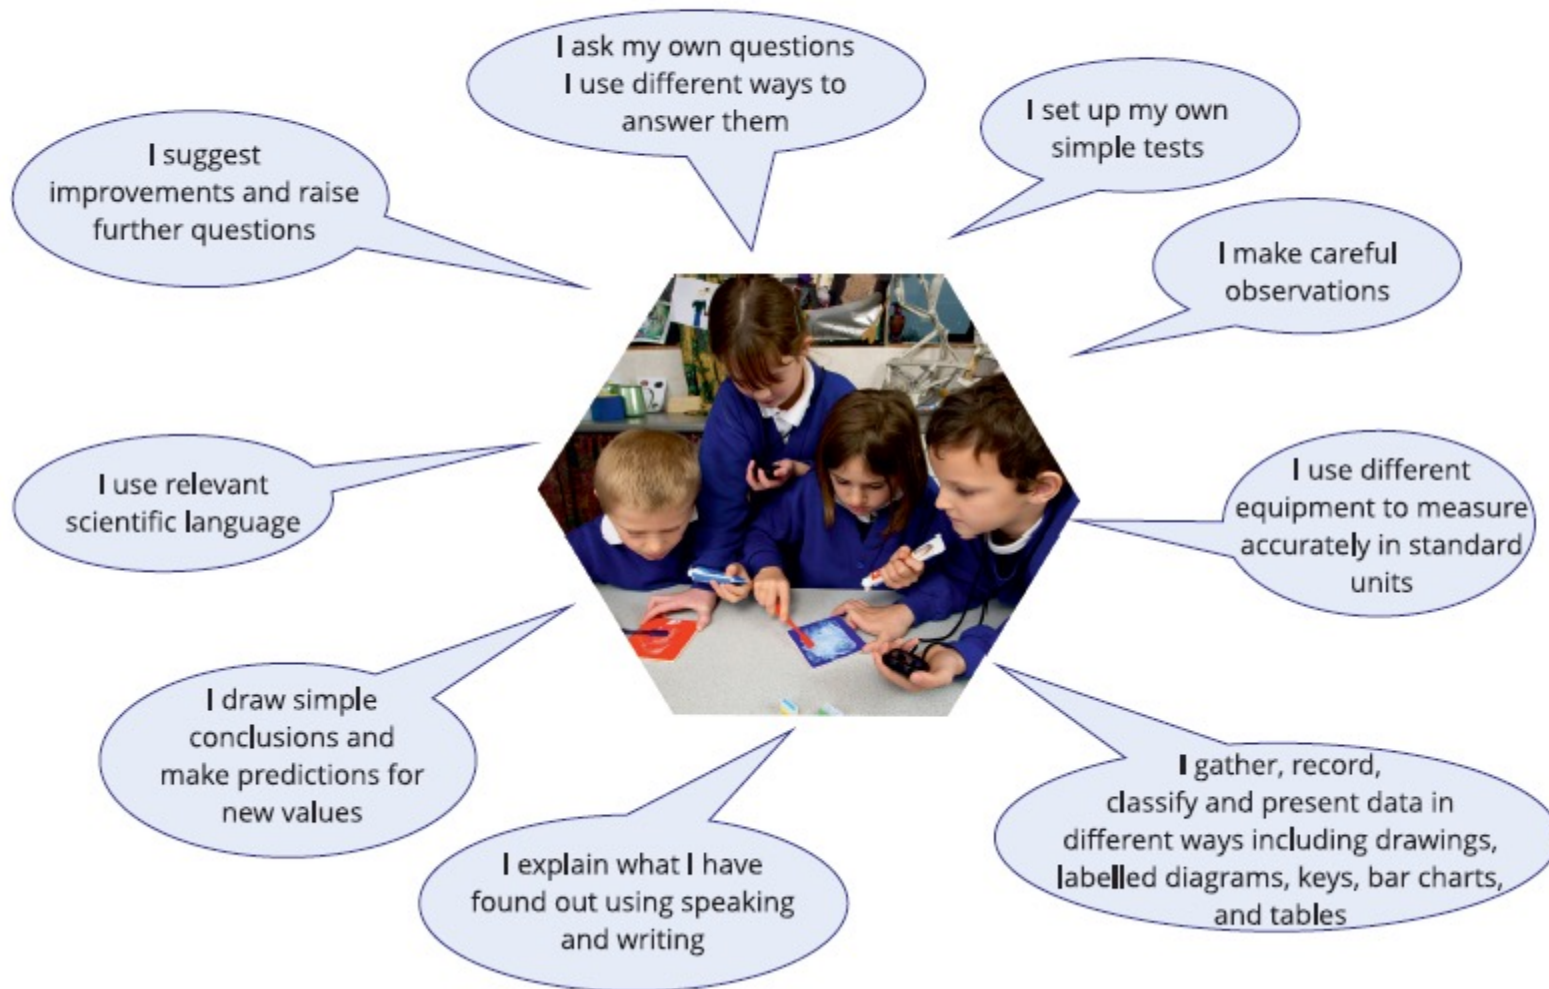 I ask my own questions
I use different ways to
answer them
I set up my own
simple tests
I make careful
observations
I use different
equipment to measure
accurately in standard
units
I gather, record,
classify and present data in
different ways including drawings,
labelled diagrams, keys, bar charts,
and tables
I explain what I have
found out using speaking
and writing
I draw simple
conclusions and
make predictions for
new values
I use relevant
scientific language
I suggest
improvements and raise
further questions